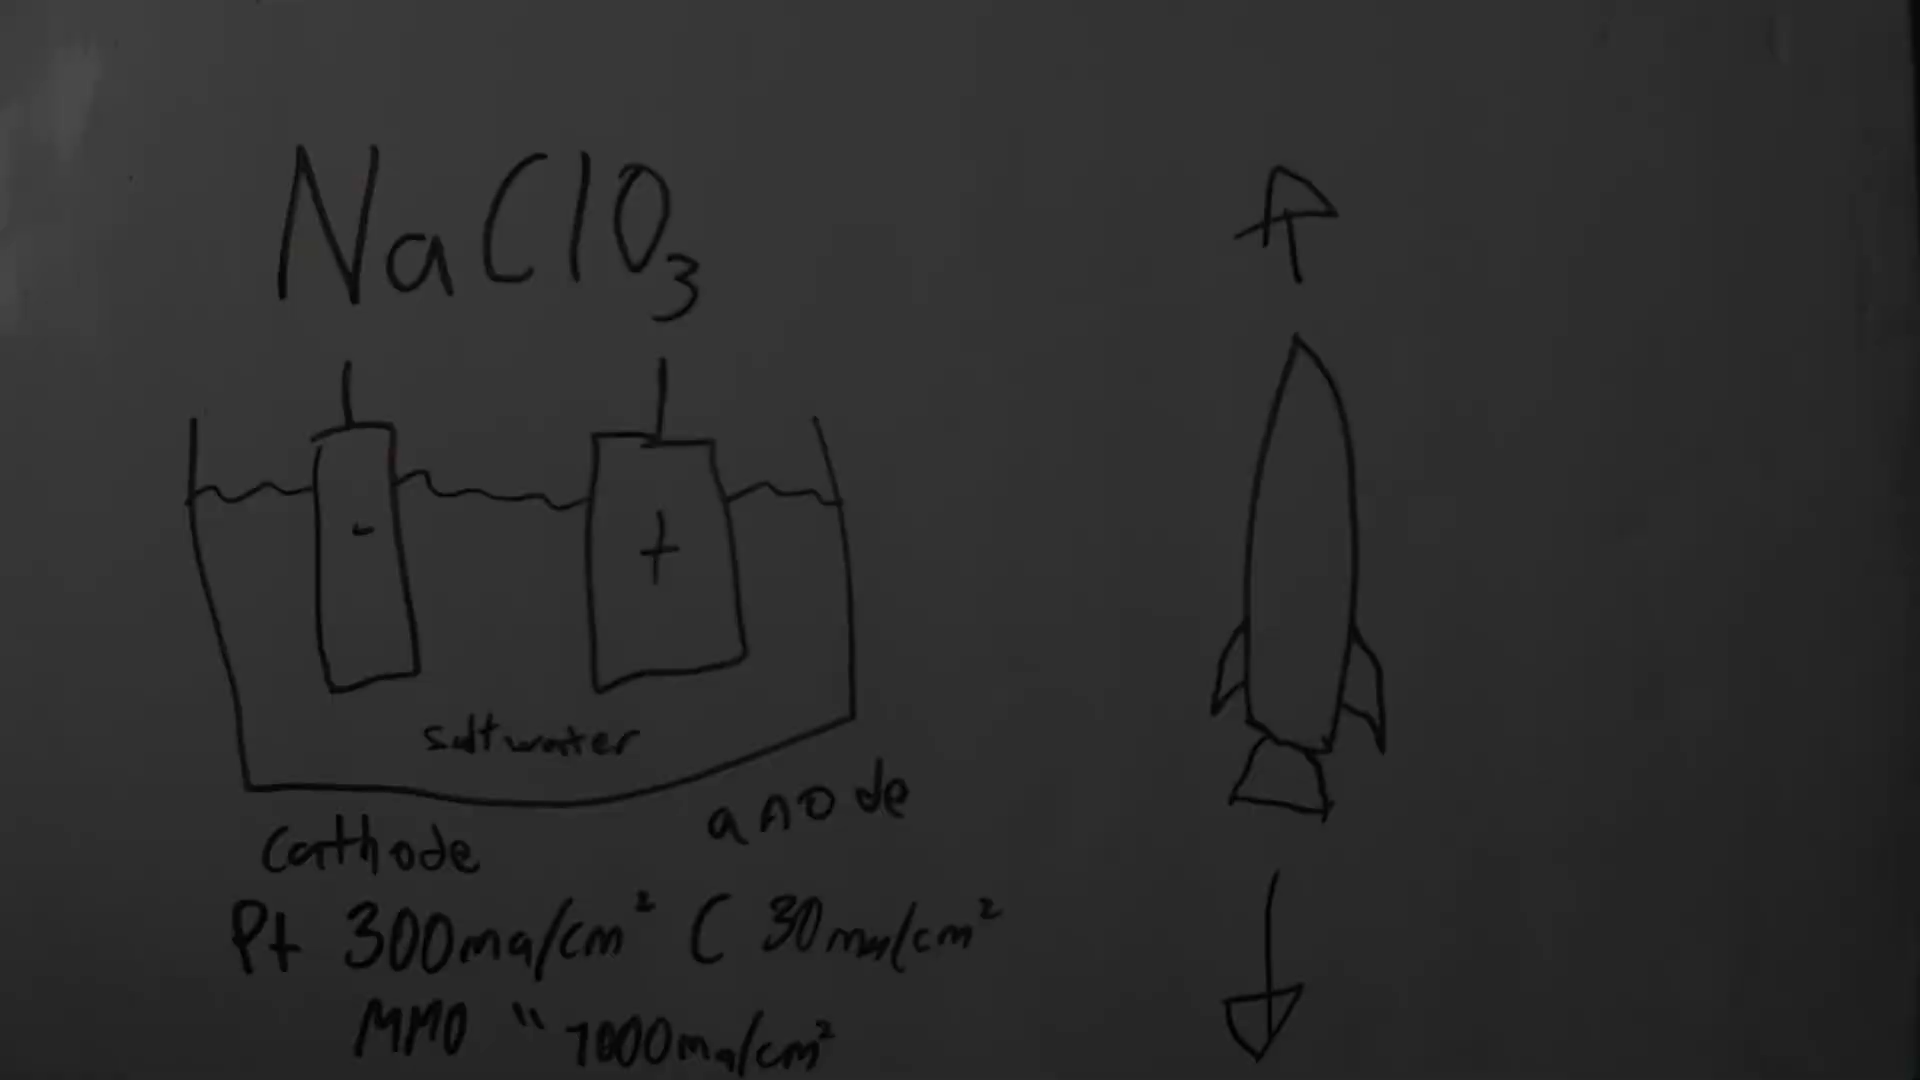 NaClO₃
-
+
saltwater
cathode
anode
Pt 300ma/cm² C 30ma/cm²
MMO " 1000ma/cm²